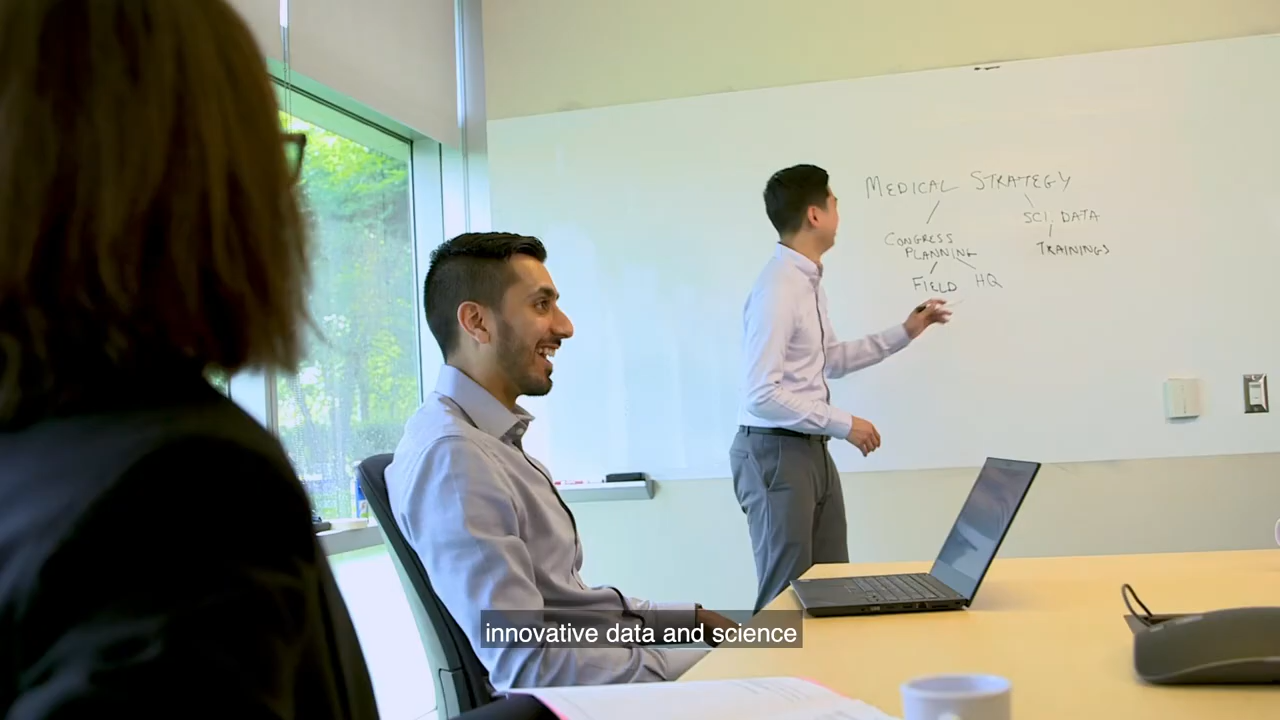 MEDICAL STRATEGY
SCI. DATA
CONGRESS
PLANNING
TRAININGS
FIELD HQ
innovative data and science